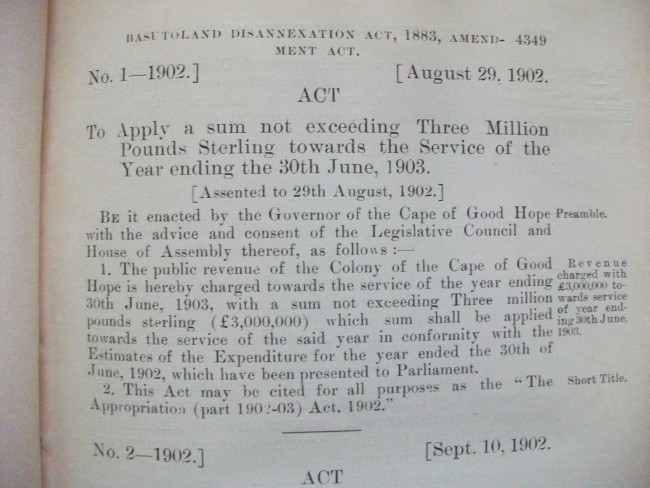 BASUTOLAND DISANNEXATION ACT, 1883, AMEND- 4349
MENT ACT.
No. 1—1902.] [August 29, 1902.
ACT
To Apply a sum not exceeding Three Million
Pounds Sterling towards the Service of the
Year ending the 30th June, 1903.
[Assented to 29th August, 1902.]
BE it enacted by the Governor of the Cape of Good Hope
with the advice and consent of the Legislative Council and
House of Assembly thereof, as follows :—
Preamble.
1. The public revenue of the Colony of the Cape of Good
Hope is hereby charged towards the service of the year ending
30th June, 1903, with a sum not exceeding Three million
pounds sterling (£3,000,000) which sum shall be applied
towards the service of the said year in conformity with the
Estimates of the Expenditure for the year ended the 30th of
June, 1902, which have been presented to Parliament.
Revenue
charged with
£3,000,000 to-
wards service
of year end-
ing 30th June,
1903.
2. This Act may be cited for all purposes as the “The
Appropriation (part 1902-03) Act. 1902.”
Short Title.
No. 2—1902.] [Sept. 10, 1902.
ACT